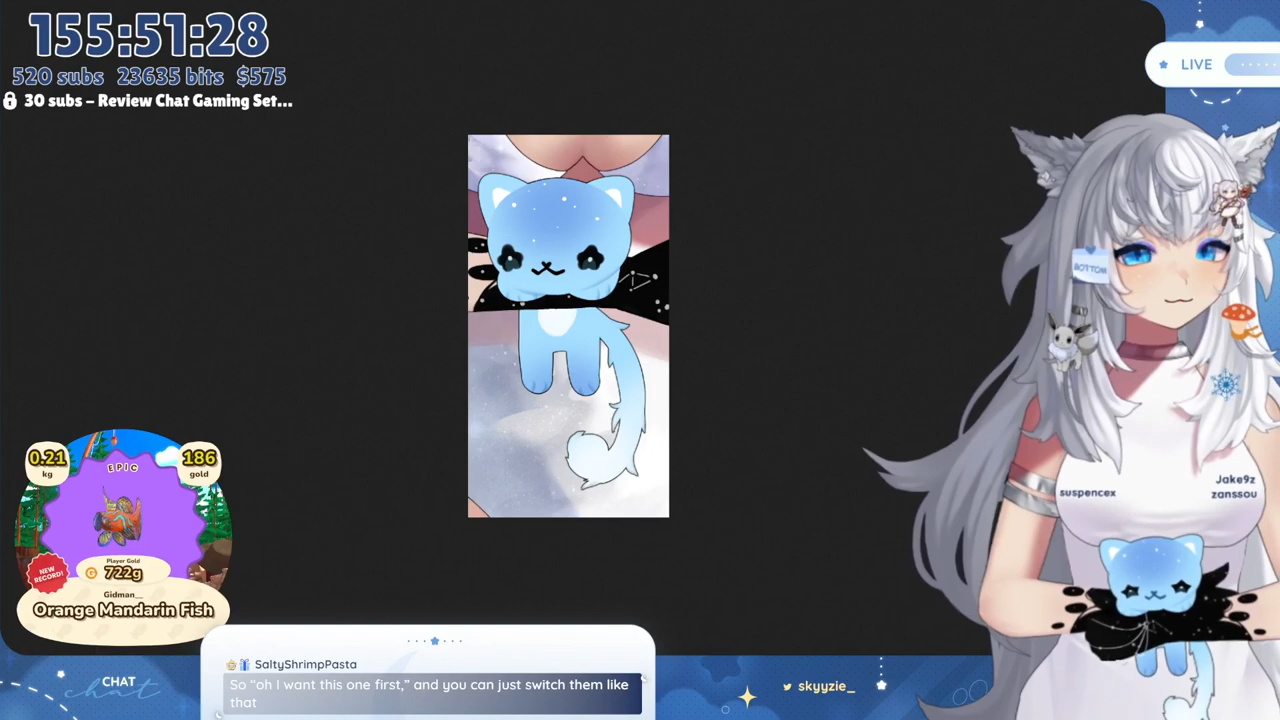 155:51:28
520 subs 23635 bits $575
30 subs – Review Chat Gaming Set...
LIVE
BOTTOM
suspencex
Jake9z
zanssou
0.21
kg
EPIC
186
gold
NEW
RECORD!
Player Gold
G 722g
Gidman__
Orange Mandarin Fish
CHAT
chat
SaltyShrimpPasta
So “oh I want this one first,” and you can just switch them like
that
skyyzie_